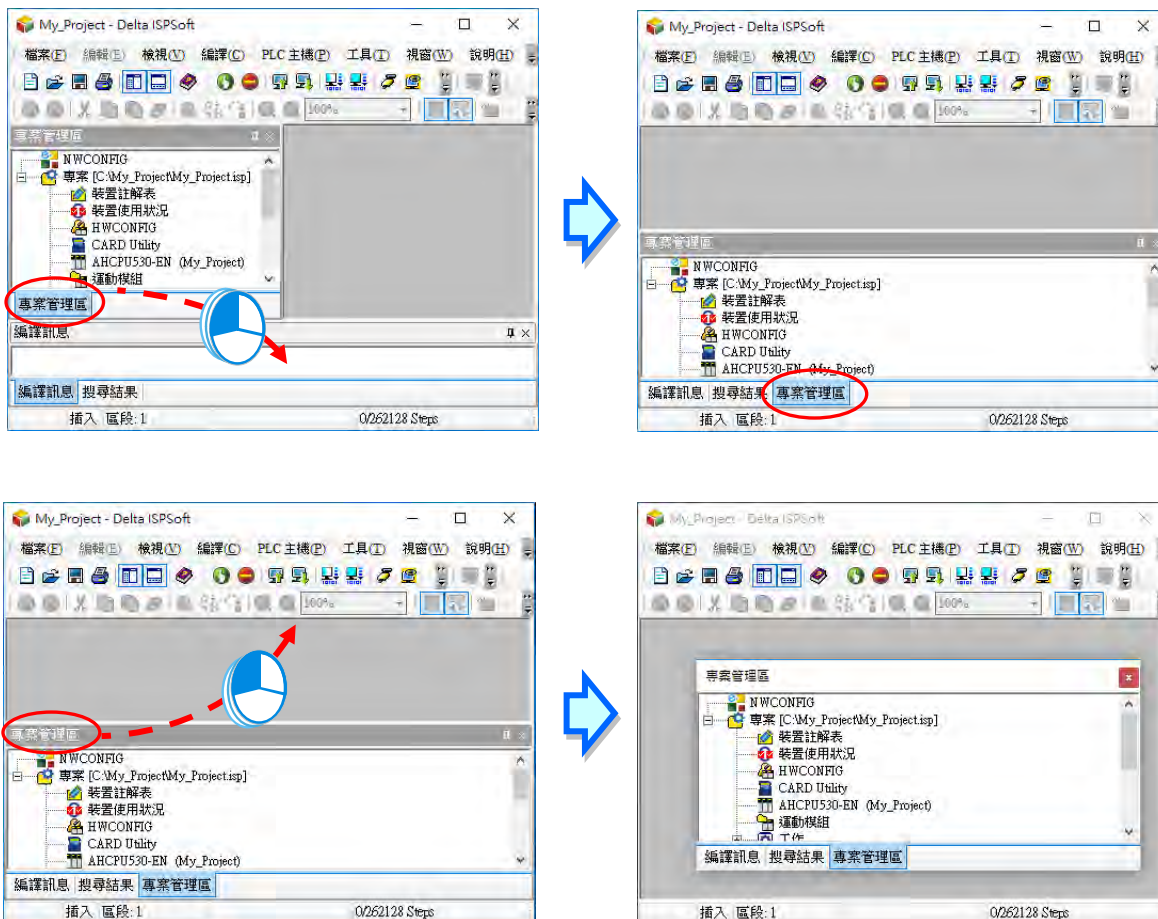 My_Project - Delta ISPSoft
檔案(F) 編輯(E) 檢視(V) 編譯(C) PLC 主機(P) 工具(T) 視窗(W) 說明(H)
100%
專案管理區
NWCONFIG
專案 [C:\My_Project\My_Project.isp]
裝置註解表
裝置使用狀況
HWCONFIG
CARD Utility
AHCPU530-EN (My_Project)
運動模組
專案管理區
編譯訊息
編譯訊息 搜尋結果
插入 區段: 1 0/262128 Steps
My_Project - Delta ISPSoft
檔案(F) 編輯(E) 檢視(V) 編譯(C) PLC 主機(P) 工具(T) 視窗(W) 說明(H)
100%
專案管理區
NWCONFIG
專案 [C:\My_Project\My_Project.isp]
裝置註解表
裝置使用狀況
HWCONFIG
CARD Utility
AHCPU530-EN (My_Project)
編譯訊息 搜尋結果 專案管理區
插入 區段: 1 0/262128 Steps
My_Project - Delta ISPSoft
檔案(F) 編輯(E) 檢視(V) 編譯(C) PLC 主機(P) 工具(T) 視窗(W) 說明(H)
100%
專案管理區
NWCONFIG
專案 [C:\My_Project\My_Project.isp]
裝置註解表
裝置使用狀況
HWCONFIG
CARD Utility
AHCPU530-EN (My_Project)
編譯訊息 搜尋結果 專案管理區
插入 區段: 1 0/262128 Steps
My_Project - Delta ISPSoft
檔案(F) 編輯(E) 檢視(V) 編譯(C) PLC 主機(P) 工具(T) 視窗(W) 說明(H)
100%
專案管理區
NWCONFIG
專案 [C:\My_Project\My_Project.isp]
裝置註解表
裝置使用狀況
HWCONFIG
CARD Utility
AHCPU530-EN (My_Project)
運動模組
工作
編譯訊息 搜尋結果 專案管理區
插入 區段: 1 0/262128 Steps